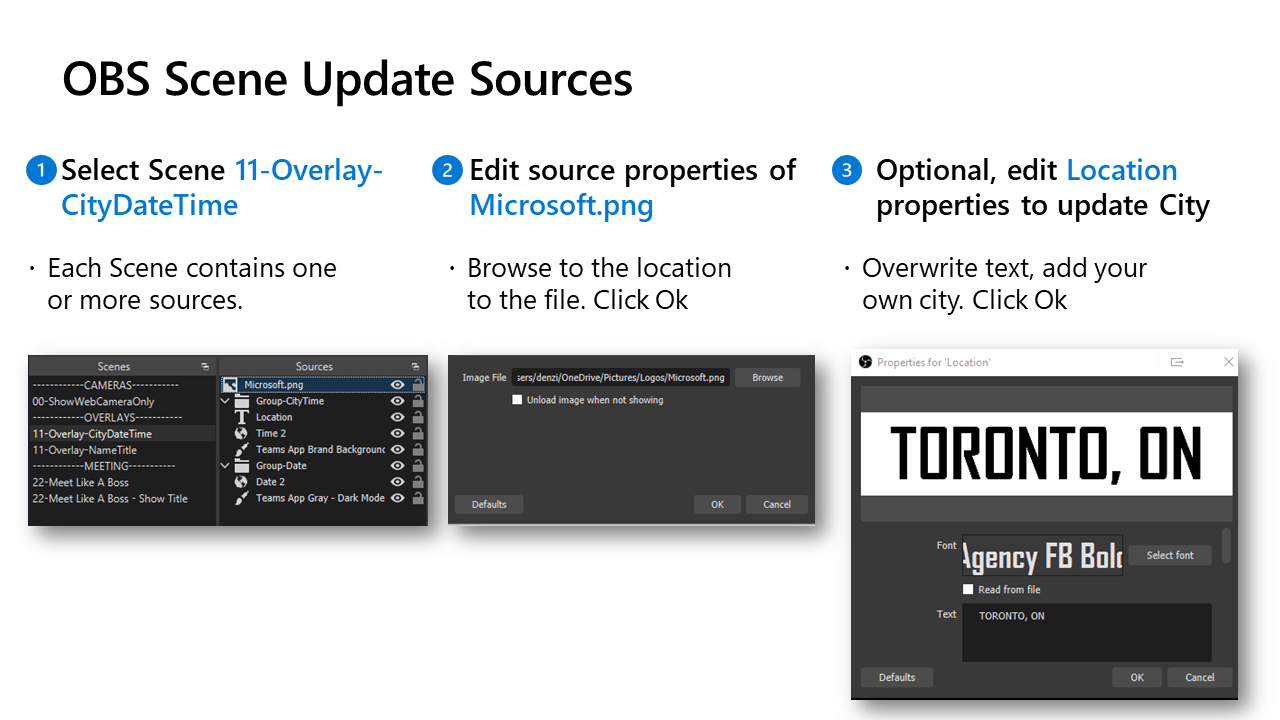 OBS Scene Update Sources
1 Select Scene 11-Overlay-
CityDateTime
· Each Scene contains one
or more sources.
Scenes
------------CAMERAS-----------
00-ShowWebCameraOnly
------------OVERLAYS-----------
11-Overlay-CityDateTime
11-Overlay-NameTitle
------------MEETING-----------
22-Meet Like A Boss
22-Meet Like A Boss - Show Title
Sources
Microsoft.png
Group-CityTime
Location
Time 2
Teams App Brand Background
Group-Date
Date 2
Teams App Gray - Dark Mode
2 Edit source properties of
Microsoft.png
· Browse to the location
to the file. Click Ok
Image File sers/denzi/OneDrive/Pictures/Logos/Microsoft.png Browse
Unload image when not showing
Defaults OK Cancel
3 Optional, edit Location
properties to update City
· Overwrite text, add your
own city. Click Ok
Properties for 'Location'
TORONTO, ON
Font Agency FB Bold Select font
Read from file
Text TORONTO, ON
Defaults OK Cancel